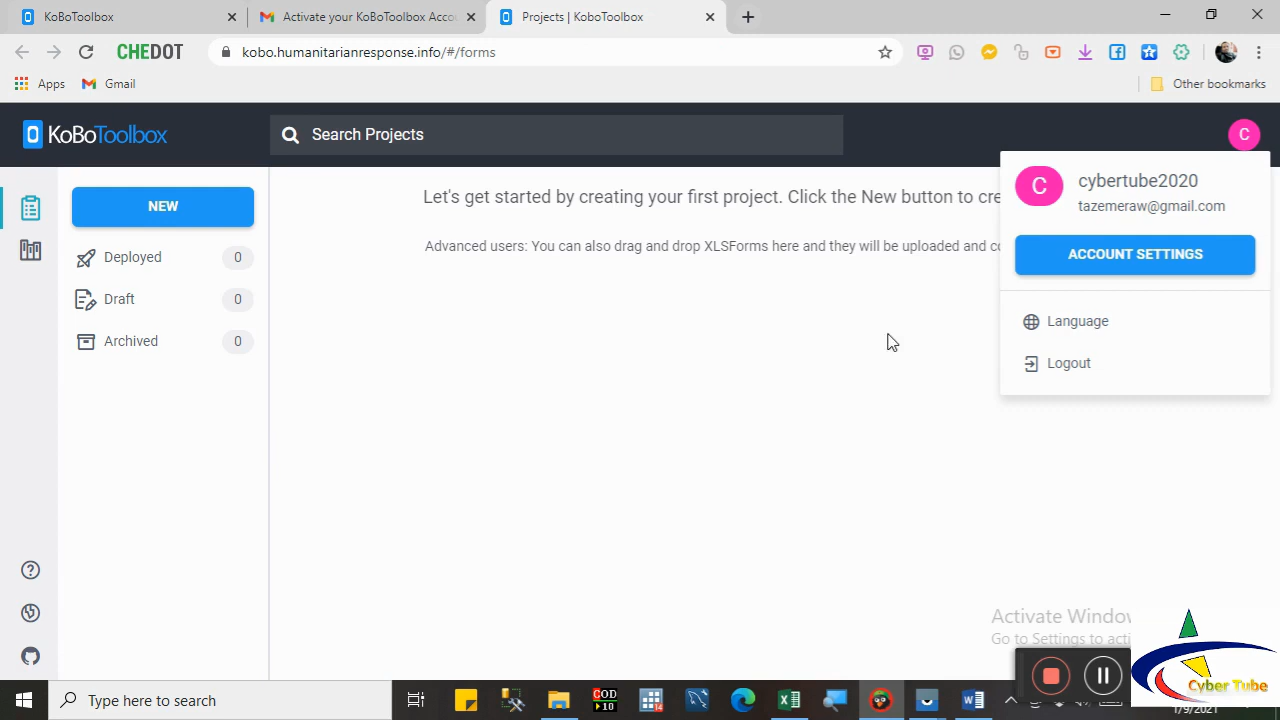 KoBoToolbox
Activate your KoBoToolbox Acco
Projects | KoboToolbox
CHEDOT
kobo.humanitarianresponse.info/#/forms
Apps
Gmail
Other bookmarks
KoBoToolbox
Search Projects
C
C
cybertube2020
tazemeraw@gmail.com
ACCOUNT SETTINGS
Language
Logout
NEW
Deployed 0
Draft 0
Archived 0
Let's get started by creating your first project. Click the New button to cre
Advanced users: You can also drag and drop XLSForms here and they will be uploaded and co
Activate Window
Go to Settings to acti
Cyber Tube
Type here to search
COD
10
1/9/2021